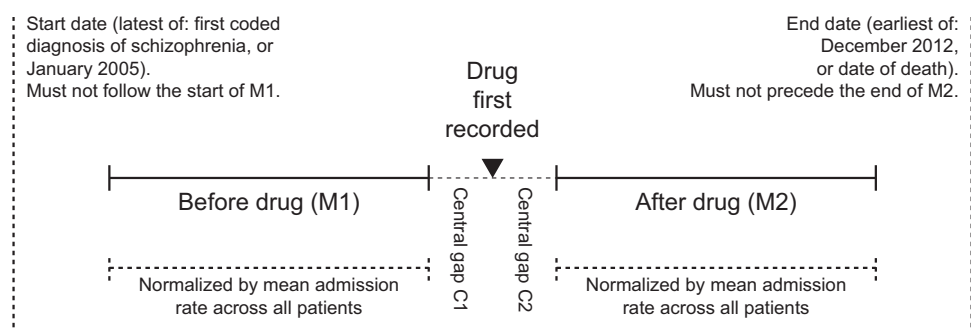 Start date (latest of: first coded
diagnosis of schizophrenia, or
January 2005).
Must not follow the start of M1.
End date (earliest of:
December 2012,
or date of death).
Must not precede the end of M2.
Drug
first
recorded
Before drug (M1)
Central gap C1
Central gap C2
After drug (M2)
Normalized by mean admission
rate across all patients
Normalized by mean admission
rate across all patients